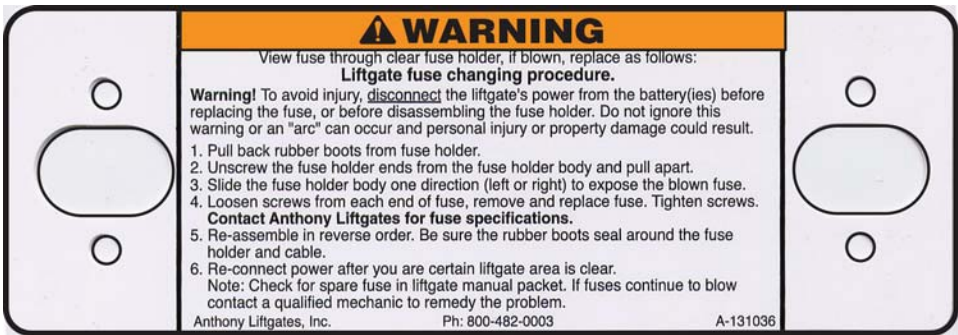 WARNING
View fuse through clear fuse holder, if blown, replace as follows:
Liftgate fuse changing procedure.
Warning! To avoid injury, disconnect the liftgate's power from the battery(ies) before
replacing the fuse, or before disassembling the fuse holder. Do not ignore this
warning or an "arc" can occur and personal injury or property damage could result.
1. Pull back rubber boots from fuse holder.
2. Unscrew the fuse holder ends from the fuse holder body and pull apart.
3. Slide the fuse holder body one direction (left or right) to expose the blown fuse.
4. Loosen screws from each end of fuse, remove and replace fuse. Tighten screws.
Contact Anthony Liftgates for fuse specifications.
5. Re-assemble in reverse order. Be sure the rubber boots seal around the fuse
holder and cable.
6. Re-connect power after you are certain liftgate area is clear.
Note: Check for spare fuse in liftgate manual packet. If fuses continue to blow
contact a qualified mechanic to remedy the problem.
Anthony Liftgates, Inc. Ph: 800-482-0003 A-131036